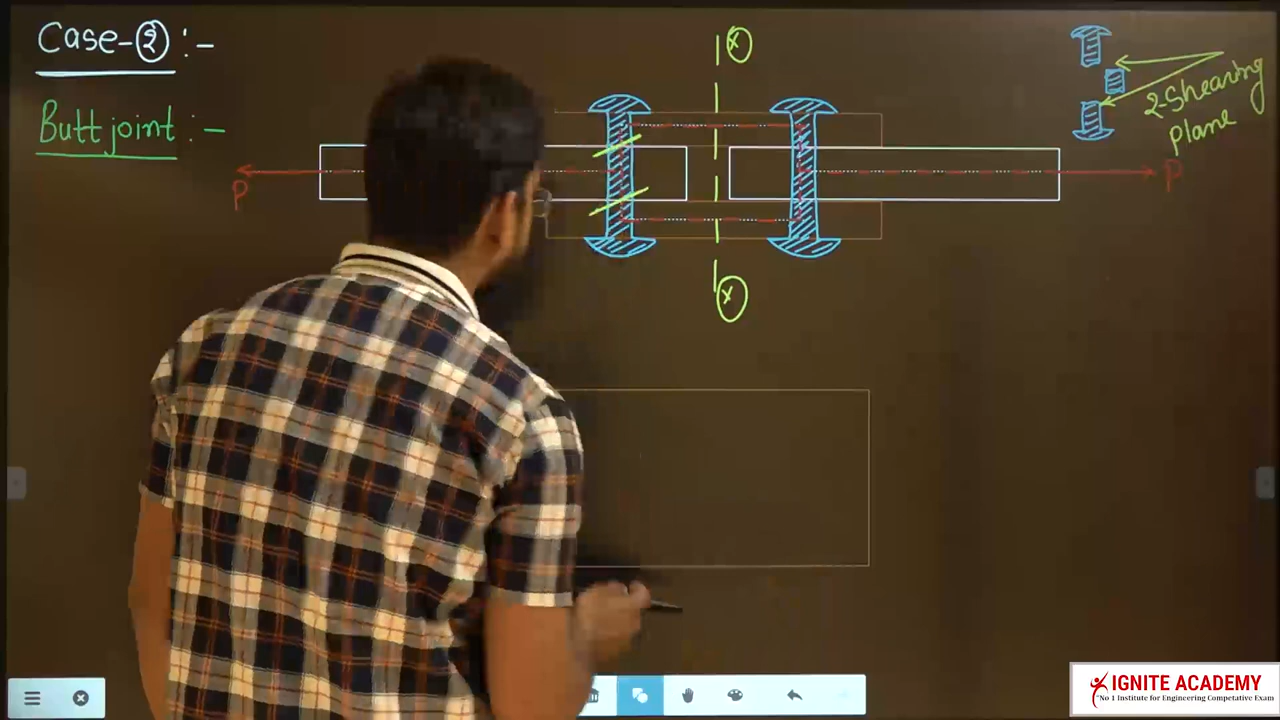 Case-② :-
Butt joint :-
P
x
x
P
2-Shearing
plane
IGNITE ACADEMY
No 1 Institute for Engineering Competative Exam